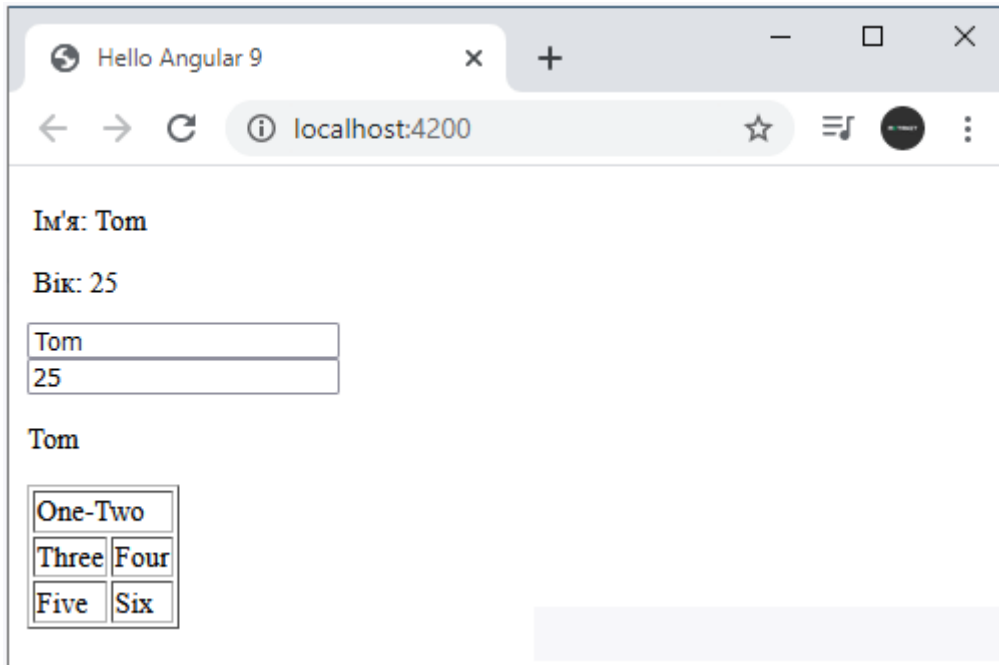 Hello Angular 9
localhost:4200
Ім'я: Tom
Вік: 25
Tom
25
Tom
One-Two
Three Four
Five Six